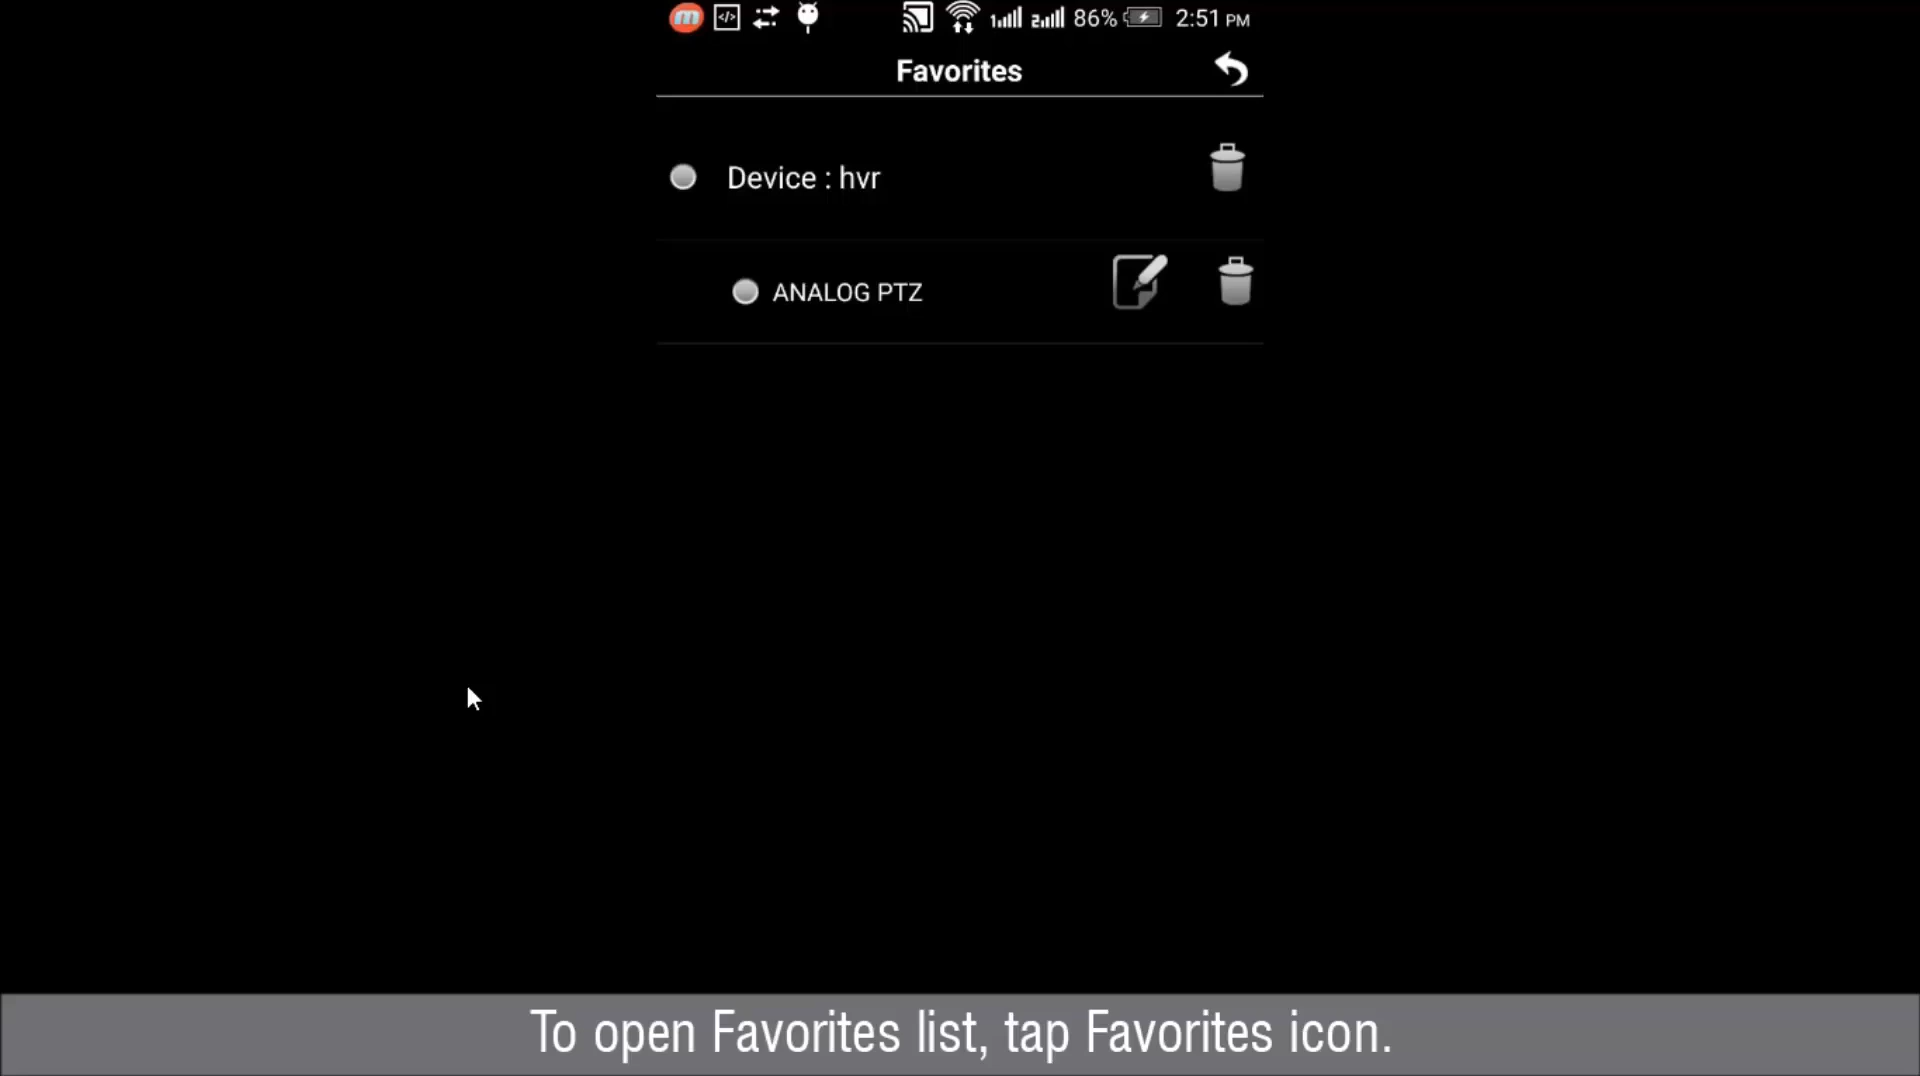 86% 2:51 PM
Favorites
Device : hvr
ANALOG PTZ
To open Favorites list, tap Favorites icon.